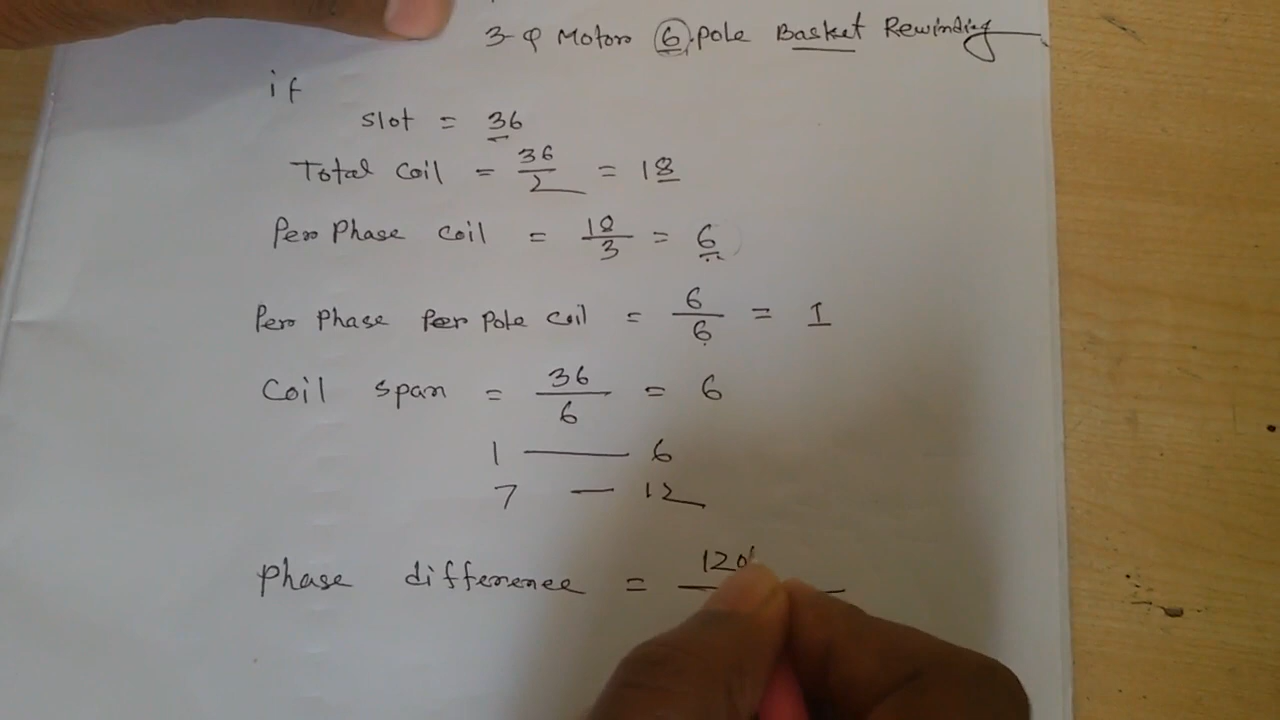 3-φ Motor 6 pole Basket Rewinding
if
slot = 36
Total coil = 36/2 = 18
Per Phase coil = 18/3 = 6
Per Phase Per Pole coil = 6/6 = 1
Coil span = 36/6 = 6
1 — 6
7 — 12
phase difference = 120